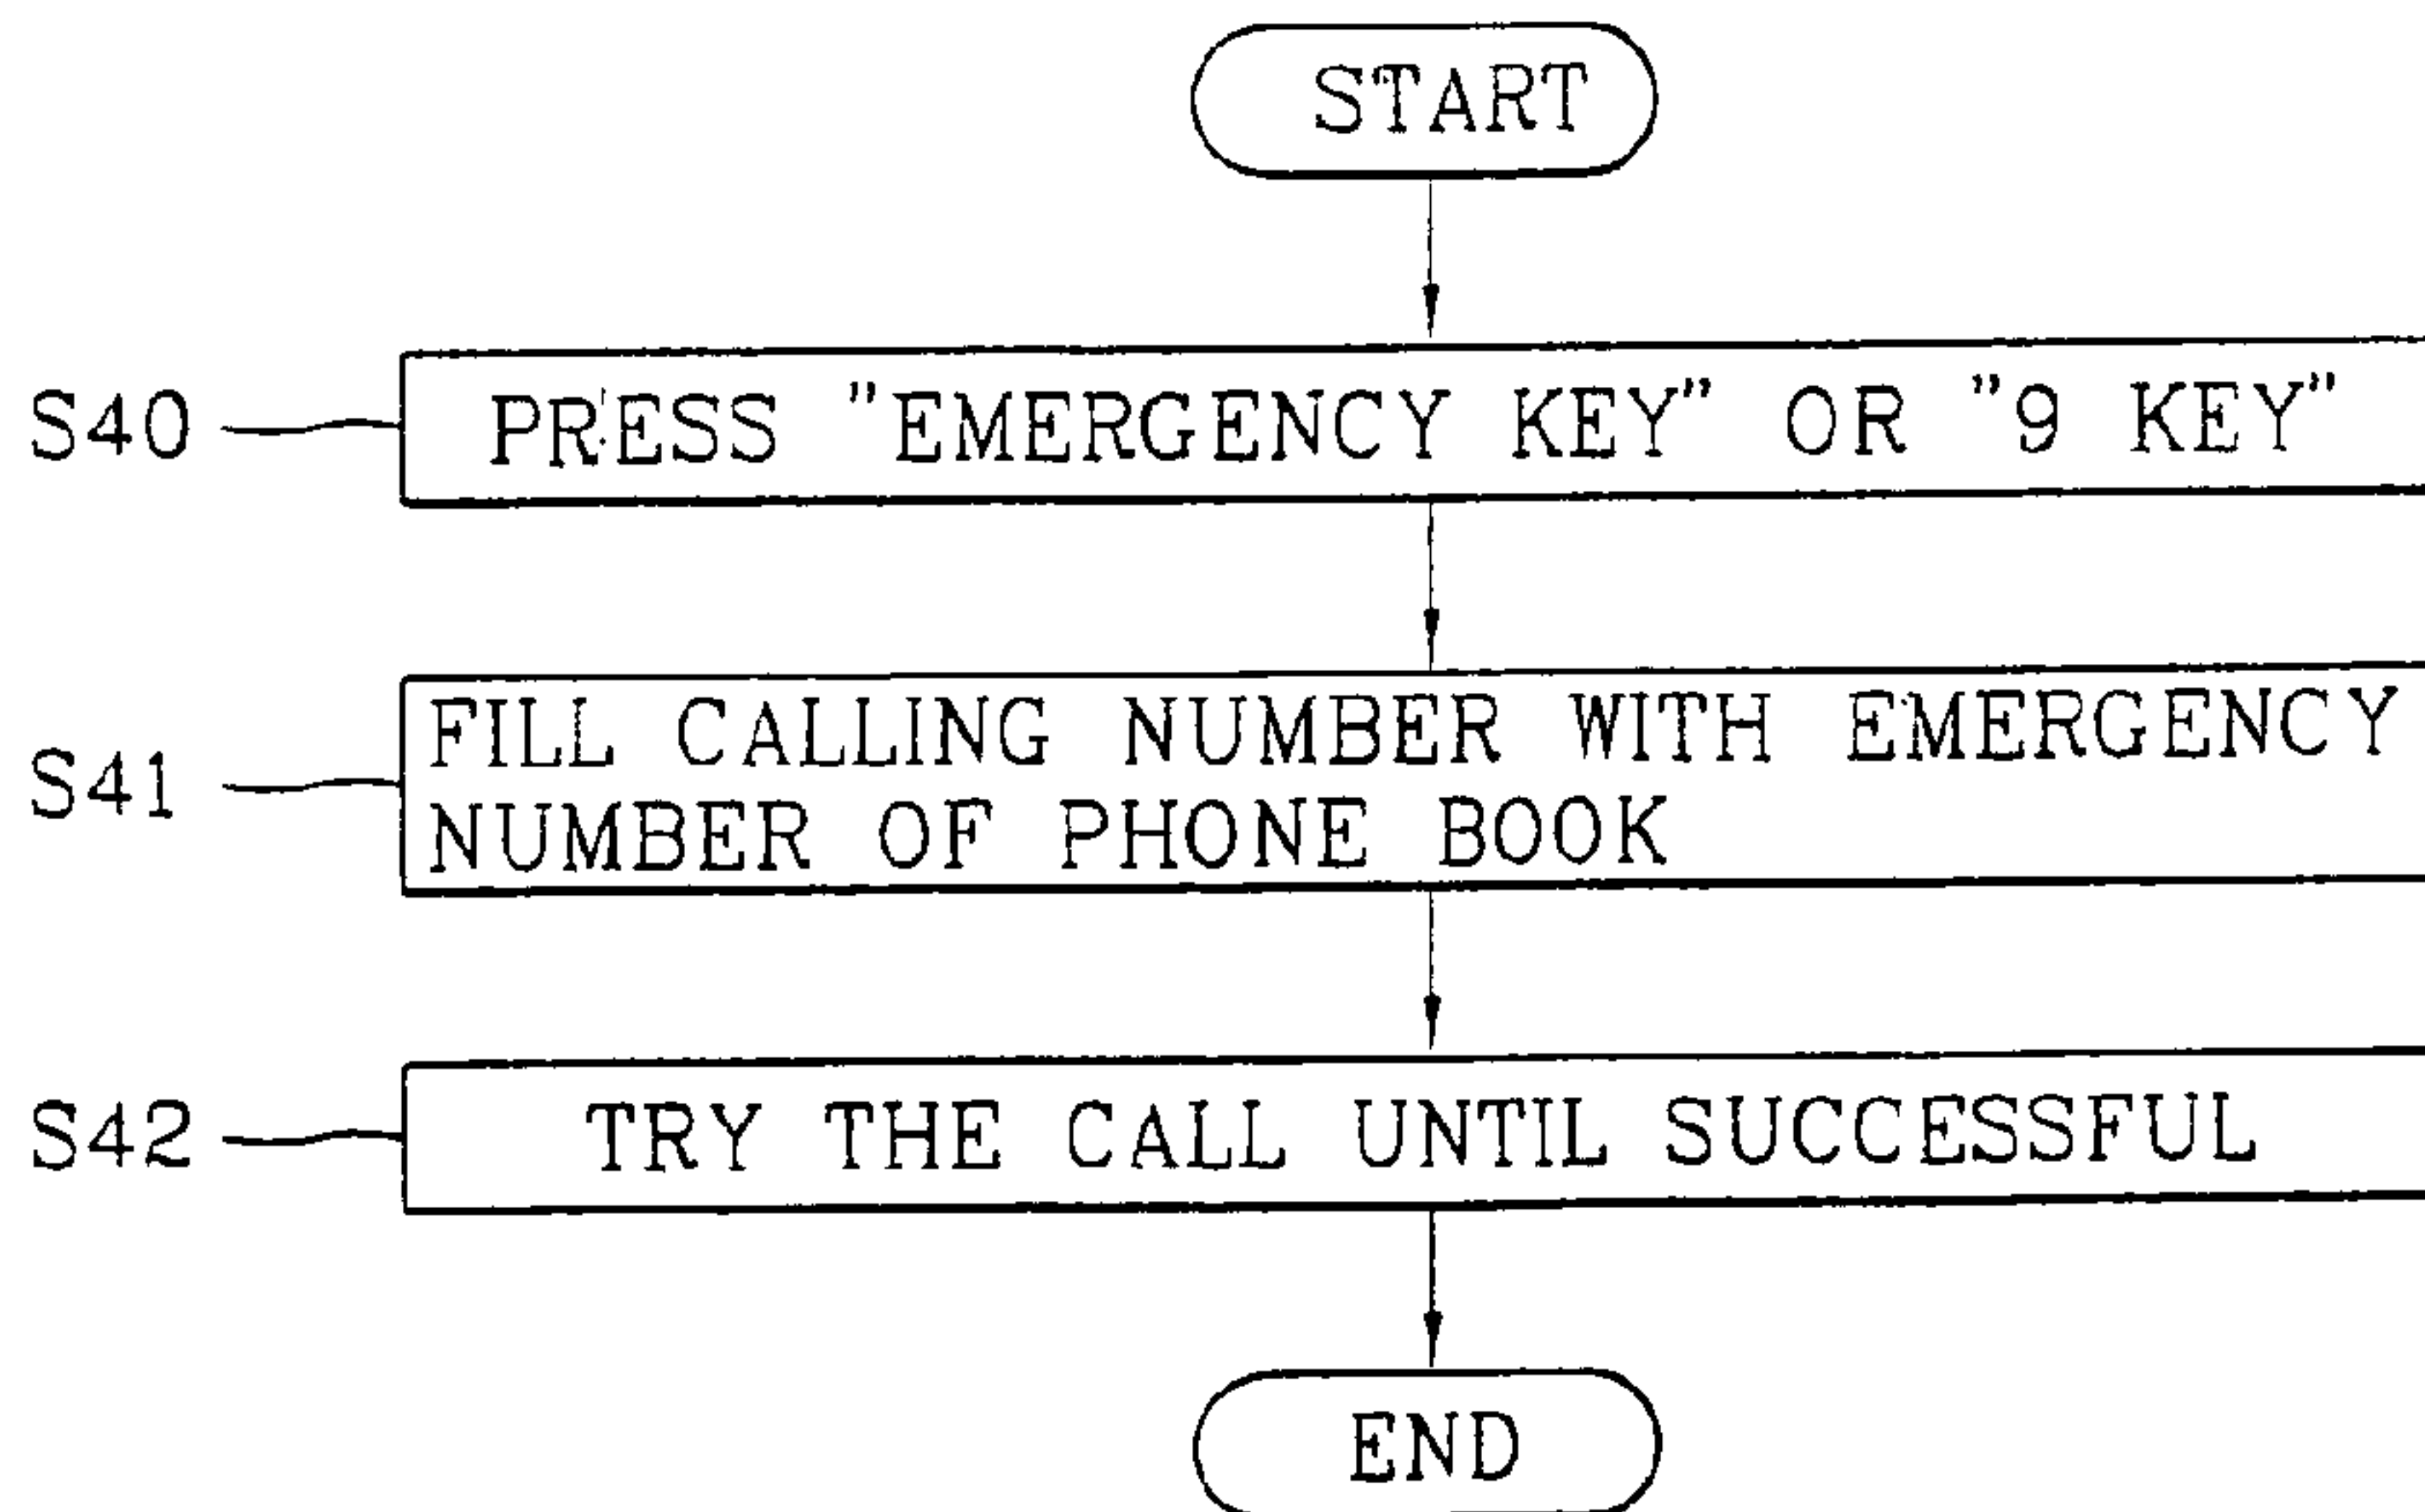 START
S40
PRESS "EMERGENCY KEY" OR "9 KEY"
S41
FILL CALLING NUMBER WITH EMERGENCY
NUMBER OF PHONE BOOK
S42
TRY THE CALL UNTIL SUCCESSFUL
END